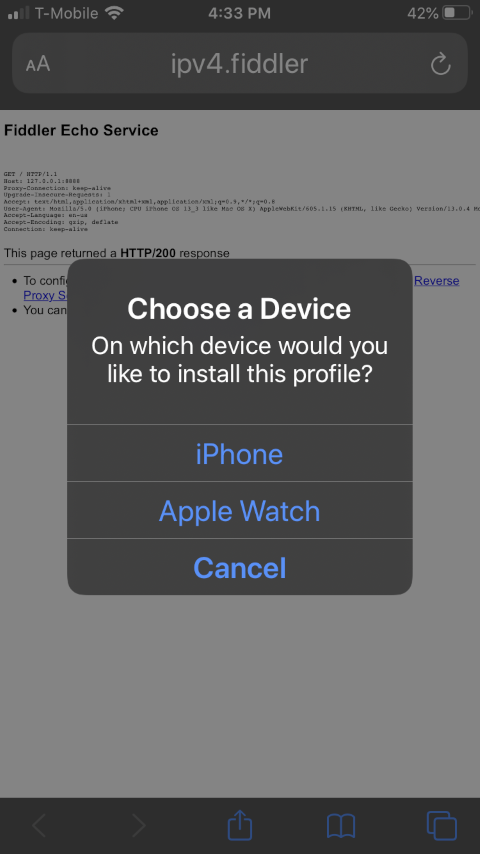 T-Mobile 4:33 PM 42%
AA ipv4.fiddler
Fiddler Echo Service
GET / HTTP/1.1
Host: 127.0.0.1:8888
Proxy-Connection: keep-alive
Upgrade-Insecure-Requests: 1
Accept: text/html,application/xhtml+xml,application/xml;q=0.9,*/*;q=0.8
User-Agent: Mozilla/5.0 (iPhone; CPU iPhone OS 13_3 like Mac OS X) AppleWebKit/605.1.15 (KHTML, like Gecko) Version/13.0.4
Accept-Language: en-us
Accept-Encoding: gzip, deflate
Connection: keep-alive
This page returned a HTTP/200 response
• To confi Reverse
Proxy S
• You can
Choose a Device
On which device would you
like to install this profile?
iPhone
Apple Watch
Cancel